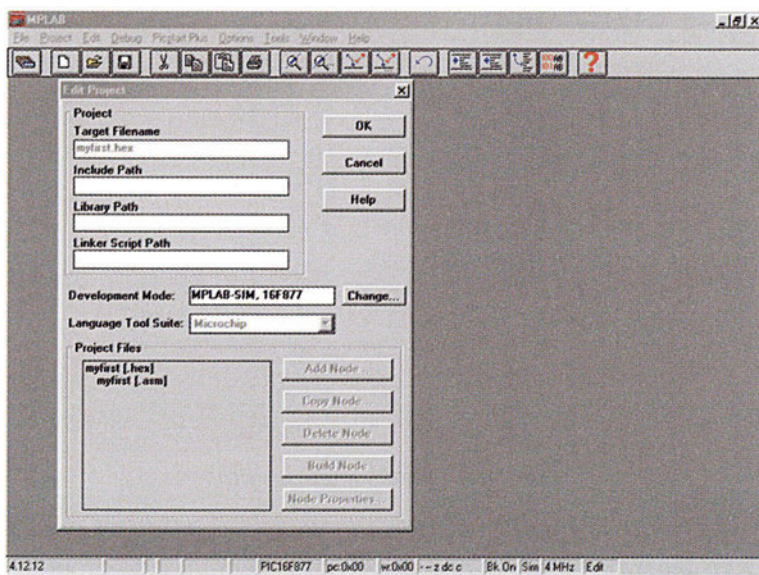 MPLAB
File Project Edit Debug Picstart Plus Options Tools Window Help
Edit Project
Project
Target Filename
myfirst.hex
Include Path
Library Path
Linker Script Path
OK
Cancel
Help
Development Mode: MPLAB-SIM, 16F877 Change...
Language Tool Suite: Microchip
Project Files
myfirst [.hex]
myfirst [.asm]
Add Node...
Copy Node...
Delete Node
Build Node
Node Properties...
4.12.12 PIC16F877 pc:0x00 w:0x00 -- z dc c Bk On Sim 4 MHz Edit